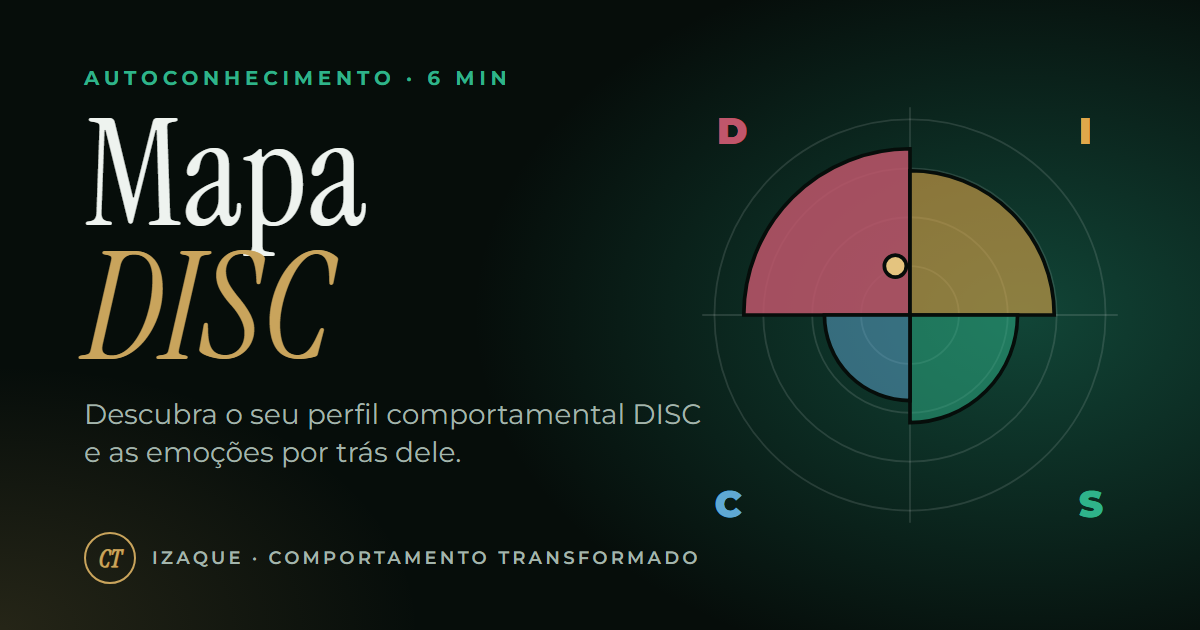 AUTOCONHECIMENTO · 6 MIN
Mapa
DISC
Descubra o seu perfil comportamental DISC
e as emoções por trás dele.
CT IZAQUE · COMPORTAMENTO TRANSFORMADO
D
I
C
S